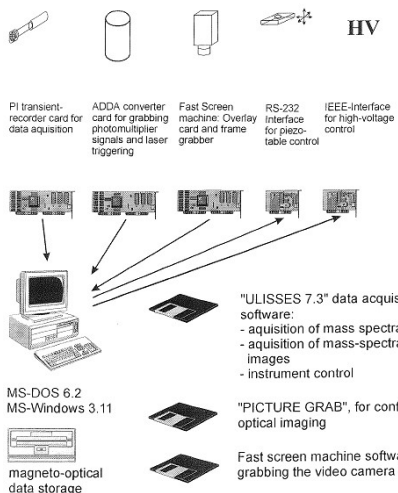 HV
PI transient-
recorder card for
data aquisition
ADDA converter
card for grabbing
photomultiplier
signals and laser
triggering
Fast Screen
machine: Overlay
card and frame
grabber
RS-232
Interface
for piezo-
table control
IEEE-Interface
for high-voltage
control
"ULISSES 7.3" data acquis
software:
- aquisition of mass spectra
- aquisition of mass-spectra
images
- instrument control
MS-DOS 6.2
MS-Windows 3.11
"PICTURE GRAB", for conf
optical imaging
magneto-optical
data storage
Fast screen machine softwa
grabbing the video camera